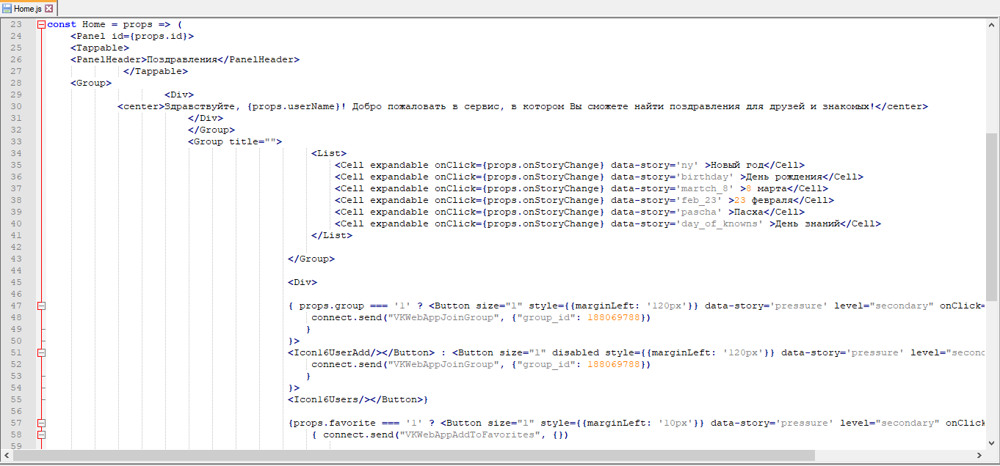 Home.js
23 const Home = props => (
24 <Panel id={props.id}>
25 <Tappable>
26 <PanelHeader>Поздравления</PanelHeader>
27 </Tappable>
28 <Group>
29 <Div>
30 <center>Здравствуйте, {props.userName}! Добро пожаловать в сервис, в котором Вы сможете найти поздравления для друзей и знакомых!</center>
31 </Div>
32 </Group>
33 <Group title="">
34 <List>
35 <Cell expandable onClick={props.onStoryChange} data-story='ny' >Новый год</Cell>
36 <Cell expandable onClick={props.onStoryChange} data-story='birthday' >День рождения</Cell>
37 <Cell expandable onClick={props.onStoryChange} data-story='martch_8' >8 марта</Cell>
38 <Cell expandable onClick={props.onStoryChange} data-story='feb_23' >23 февраля</Cell>
39 <Cell expandable onClick={props.onStoryChange} data-story='pascha' >Пасха</Cell>
40 <Cell expandable onClick={props.onStoryChange} data-story='day_of_knowns' >День знаний</Cell>
41 </List>
42
43 </Group>
44
45 <Div>
46
47 { props.group === '1' ? <Button size="l" style={{marginLeft: '120px'}} data-story='pressure' level="secondary" onClick=
48 connect.send("VKWebAppJoinGroup", {"group_id": 188069788})
49 }
50 }>
51 <Icon16UserAdd/></Button> : <Button size="l" disabled style={{marginLeft: '120px'}} data-story='pressure' level="second
52 connect.send("VKWebAppJoinGroup", {"group_id": 188069788})
53 }
54 }>
55 <Icon16Users/></Button>}
56
57 {props.favorite === '1' ? <Button size="l" style={{marginLeft: '10px'}} data-story='pressure' level="secondary" onClick
58 { connect.send("VKWebAppAddToFavorites", {})
59